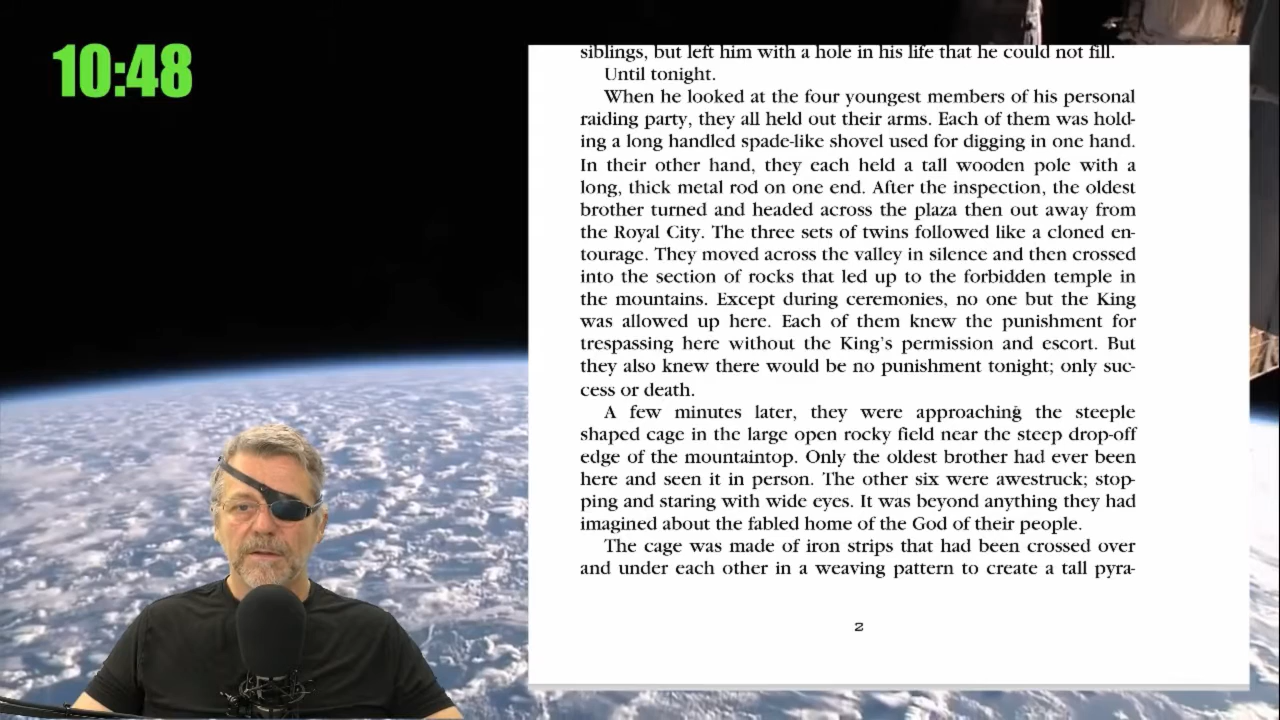 10:48
siblings, but left him with a hole in his life that he could not fill.
Until tonight.
When he looked at the four youngest members of his personal
raiding party, they all held out their arms. Each of them was hold-
ing a long handled spade-like shovel used for digging in one hand.
In their other hand, they each held a tall wooden pole with a
long, thick metal rod on one end. After the inspection, the oldest
brother turned and headed across the plaza then out away from
the Royal City. The three sets of twins followed like a cloned en-
tourage. They moved across the valley in silence and then crossed
into the section of rocks that led up to the forbidden temple in
the mountains. Except during ceremonies, no one but the King
was allowed up here. Each of them knew the punishment for
trespassing here without the King's permission and escort. But
they also knew there would be no punishment tonight; only suc-
cess or death.
A few minutes later, they were approaching the steeple
shaped cage in the large open rocky field near the steep drop-off
edge of the mountaintop. Only the oldest brother had ever been
here and seen it in person. The other six were awestruck; stop-
ping and staring with wide eyes. It was beyond anything they had
imagined about the fabled home of the God of their people.
The cage was made of iron strips that had been crossed over
and under each other in a weaving pattern to create a tall pyra-
2